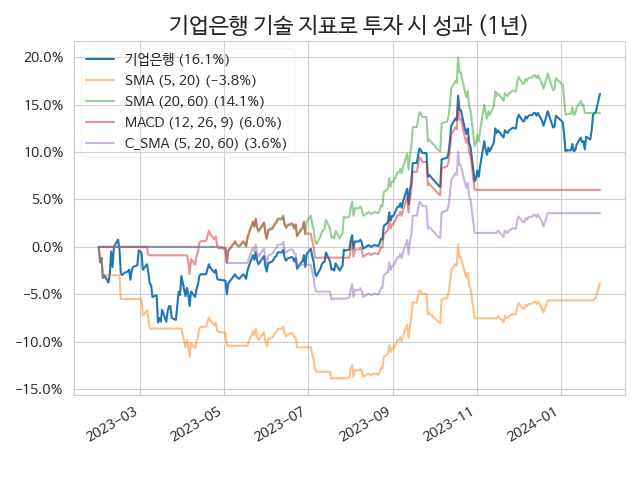 기업은행 기술 지표로 투자 시 성과 (1년)
20.0%
15.0%
10.0%
5.0%
0.0%
−5.0%
−10.0%
−15.0%
기업은행 (16.1%)
SMA (5, 20) (−3.8%)
SMA (20, 60) (14.1%)
MACD (12, 26, 9) (6.0%)
C_SMA (5, 20, 60) (3.6%)
2023-03
2023-05
2023-07
2023-09
2023-11
2024-01